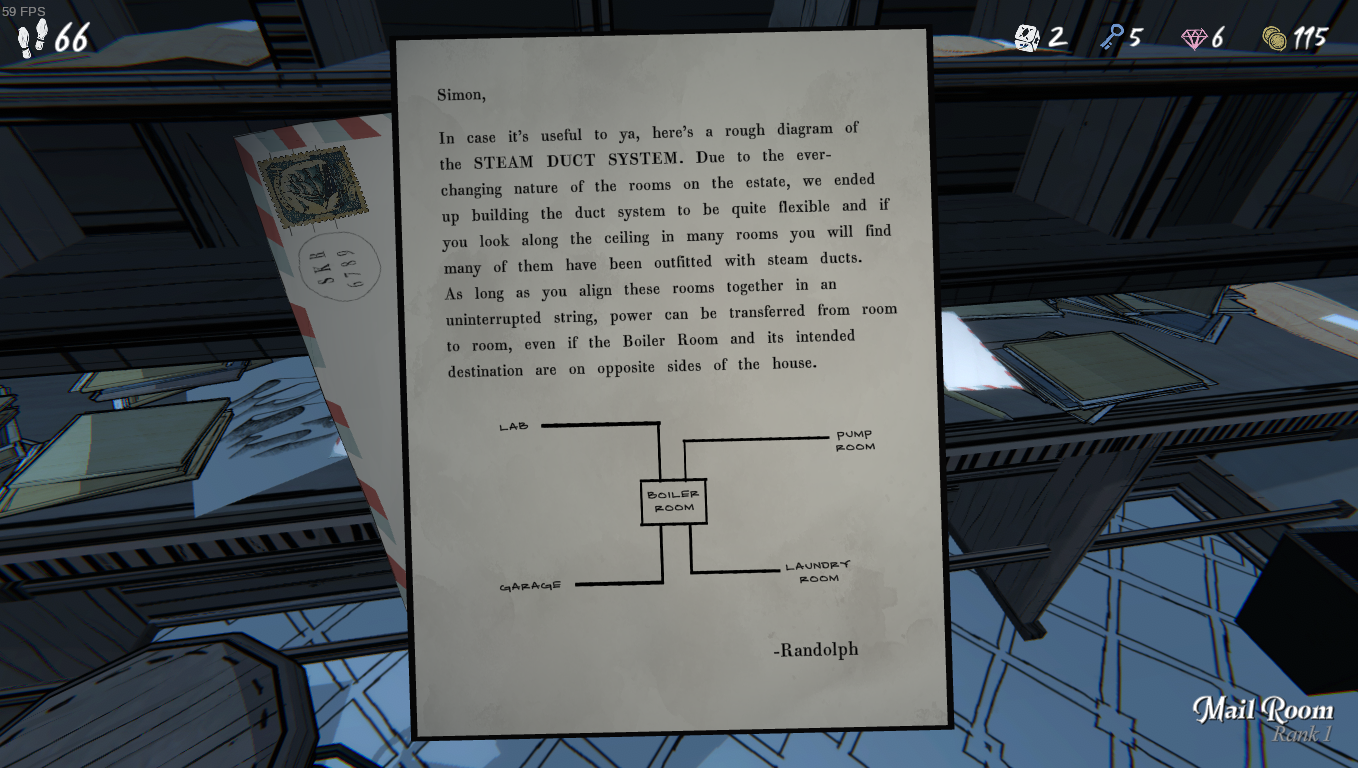 59 FPS
66
2 5 6 115
Simon,
In case it's useful to ya, here's a rough diagram of
the STEAM DUCT SYSTEM. Due to the ever-
changing nature of the rooms on the estate, we ended
up building the duct system to be quite flexible and if
you look along the ceiling in many rooms you will find
many of them have been outfitted with steam ducts.
As long as you align these rooms together in an
uninterrupted string, power can be transferred from room
to room, even if the Boiler Room and its intended
destination are on opposite sides of the house.
SKR
6789
LAB
PUMP
ROOM
BOILER
ROOM
GARAGE
LAUNDRY
ROOM
-Randolph
Mail Room
Rank 1